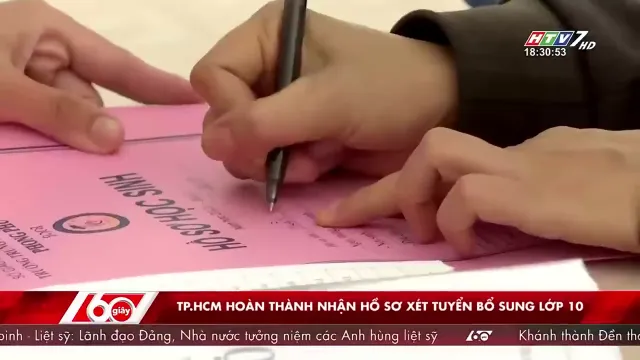 HTV7 HD
18:30:53
HỒ SƠ HỌC SINH
60 giây
TP.HCM HOÀN THÀNH NHẬN HỒ SƠ XÉT TUYỂN BỔ SUNG LỚP 10
binh - Liệt sỹ: Lãnh đạo Đảng, Nhà nước tưởng niệm các Anh hùng liệt sỹ 60 Khánh thành Đền th